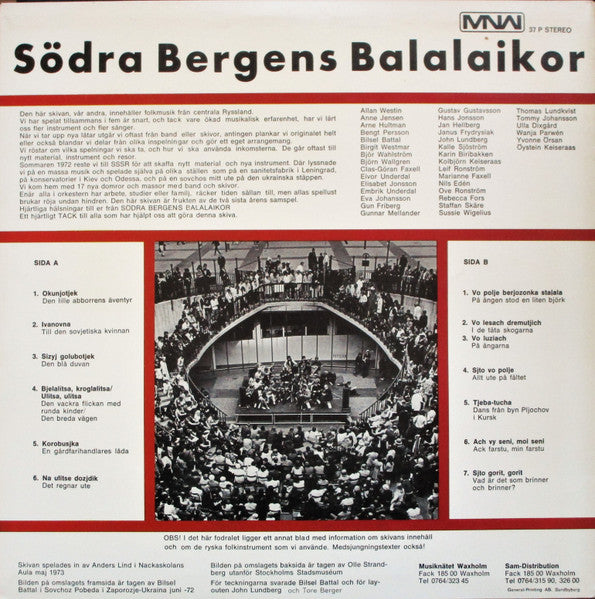 MNW
37 P STEREO
Södra Bergens Balalaikor
Den här skivan, vår andra, innehåller folkmusik från centrala Ryssland.
Vi har spelat tillsammans i fem år snart, och tack vare ökad musikalisk erfarenhet, har vi lärt
oss fler instrument och fler sånger.
När vi tar upp nya låtar utgår vi oftast från band eller skivor, antingen plankar vi originalet helt
eller också blandar vi delar från olika inspelningar och gör ett eget arrangemang.
Vi röstar om vilka spelningar vi ska ta, och hur vi ska använda inkomsterna. De går oftast till
nytt material, instrument och resor.
Sommaren 1972 reste vi till SSSR för att skaffa nytt material och nya instrument. Där lyssnade
vi på en massa musik och spelade själva på olika ställen som på en sanitetsfabrik i Leningrad,
på konservatorier i Kiev och Odessa, och på en sovchos mitt ute på den ukrainska stäppen.
Vi kom hem med 17 nya domror och massor med band och skivor.
Enär alla i orkestern har arbete, studier eller familj, räcker tiden sällan till, men allas spellust
brukar röja undan hindren. Den här skivan är frukten av de två sista årens samspel.
Hjärtliga hälsningar till er från SÖDRA BERGENS BALALAIKOR
Ett hjärtligt TACK till alla som har hjälpt oss att göra denna skiva.
Allan Westin
Anne Jensen
Arne Hultman
Bengt Persson
Bilsel Battal
Birgit Westmar
Björ Wahlström
Björn Wallgren
Clas-Göran Faxell
Eivor Underdal
Elisabet Jonsson
Embrik Underdal
Eva Johansson
Gun Friberg
Gunnar Mellander
Gustav Gustavsson
Hans Jonsson
Jan Hellberg
Janus Frydrysiak
John Lundberg
Kalle Sjöström
Karin Biribakken
Kolbjörn Keiseraas
Leif Ronström
Marianne Faxell
Nils Edén
Ove Ronström
Rebecca Fors
Staffan Skäre
Sussie Wigelius
Thomas Lundkvist
Tommy Johansson
Ulla Dixgård
Wanja Parwén
Yvonne Orsan
Öystein Keiseraas
SIDA A
1. Okunjotjek
Den lille abborrens äventyr
2. Ivanovna
Till den sovjetiska kvinnan
3. Sizyj golubotjek
Den blå duvan
4. Bjelalitsa, kroglalitsa/
Ulitsa, ulitsa
Den vackra flickan med
runda kinder/
Den breda vägen
5. Korobusjka
En gårdfarihandlares låda
6. Na ulitse dozjdik
Det regnar ute
SIDA B
1. Vo polje berjozonka stalala
På ängen stod en liten björk
2. Vo lesach dremutjich
I de täta skogarna
3. Vo luziach
På ängarna
4. Sjto vo polje
Allt ute på fältet
5. Tjeba-tucha
Dans från byn Pljochov
i Kursk
6. Ach vy seni, moi seni
Ack farstu, min farstu
7. Sjto gorit, gorit
Vad är det som brinner
och brinner?
OBS! I det här fodralet ligger ett annat blad med information om skivans innehåll
och om de ryska folkinstrument som vi använde. Medsjungningstexter också!
Skivan spelades in av Anders Lind i Nackaskolans
Aula maj 1973
Bilden på omslagets framsida är tagen av Bilsel
Battal i Sovchoz Pobeda i Zaporozje-Ukraina juni -72
Bilden på omslagets baksida är tagen av Olle Strand-
berg utanför Stockholms Stadsmuseum
För teckningarna svarade Bilsel Battal och för lay-
outen John Lundberg och Tore Berger
Musiknätet Waxholm
Fack 185 00 Waxholm
Tel 0764/323 45
Sam-Distribution
Fack 185 00 Waxholm
Tel 0764/315 90, 326 00
General-Printing AB, Sundbyberg